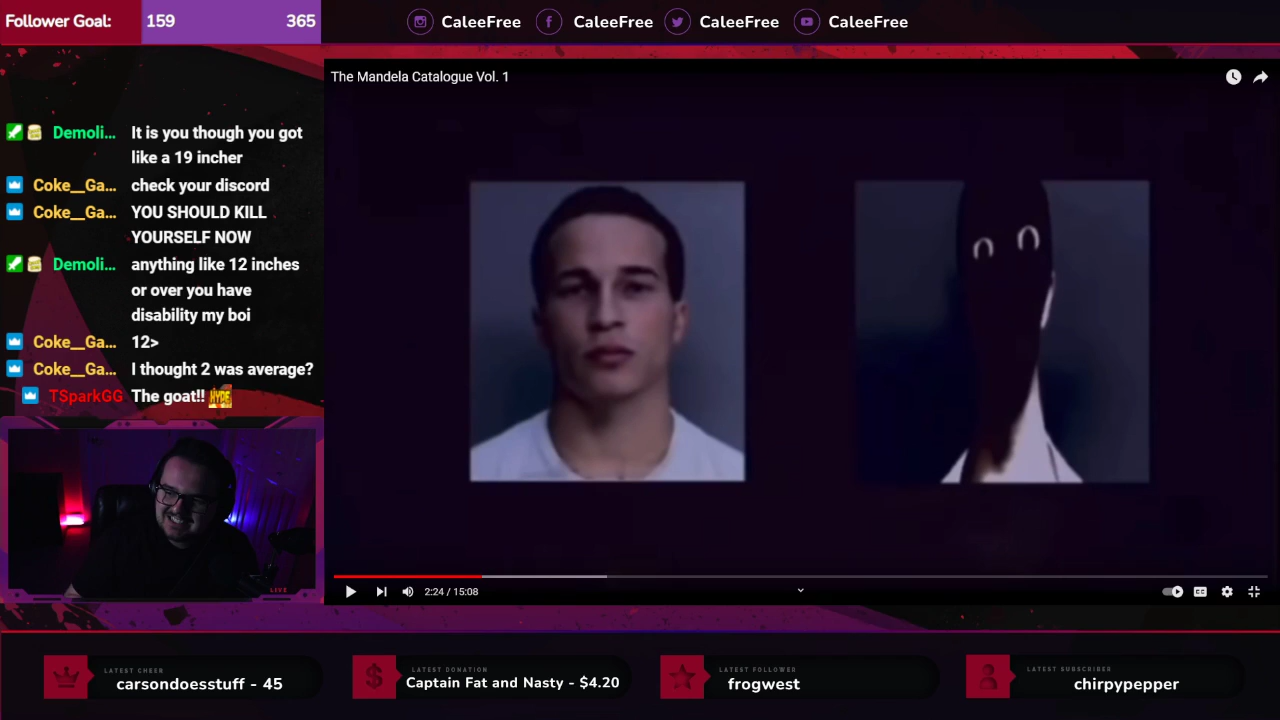 Follower Goal: 159 365
CaleeFree CaleeFree CaleeFree CaleeFree
The Mandela Catalogue Vol. 1
Demoli... It is you though you got
like a 19 incher
Coke__Ga... check your discord
Coke__Ga... YOU SHOULD KILL
YOURSELF NOW
Demoli... anything like 12 inches
or over you have
disability my boi
Coke__Ga... 12>
Coke__Ga... I thought 2 was average?
TSparkGG The goat!! HYPE
LIVE
2:24 / 15:08
CC
LATEST CHEER
carsondoesstuff - 45
LATEST DONATION
Captain Fat and Nasty - $4.20
LATEST FOLLOWER
frogwest
LATEST SUBSCRIBER
chirpypepper